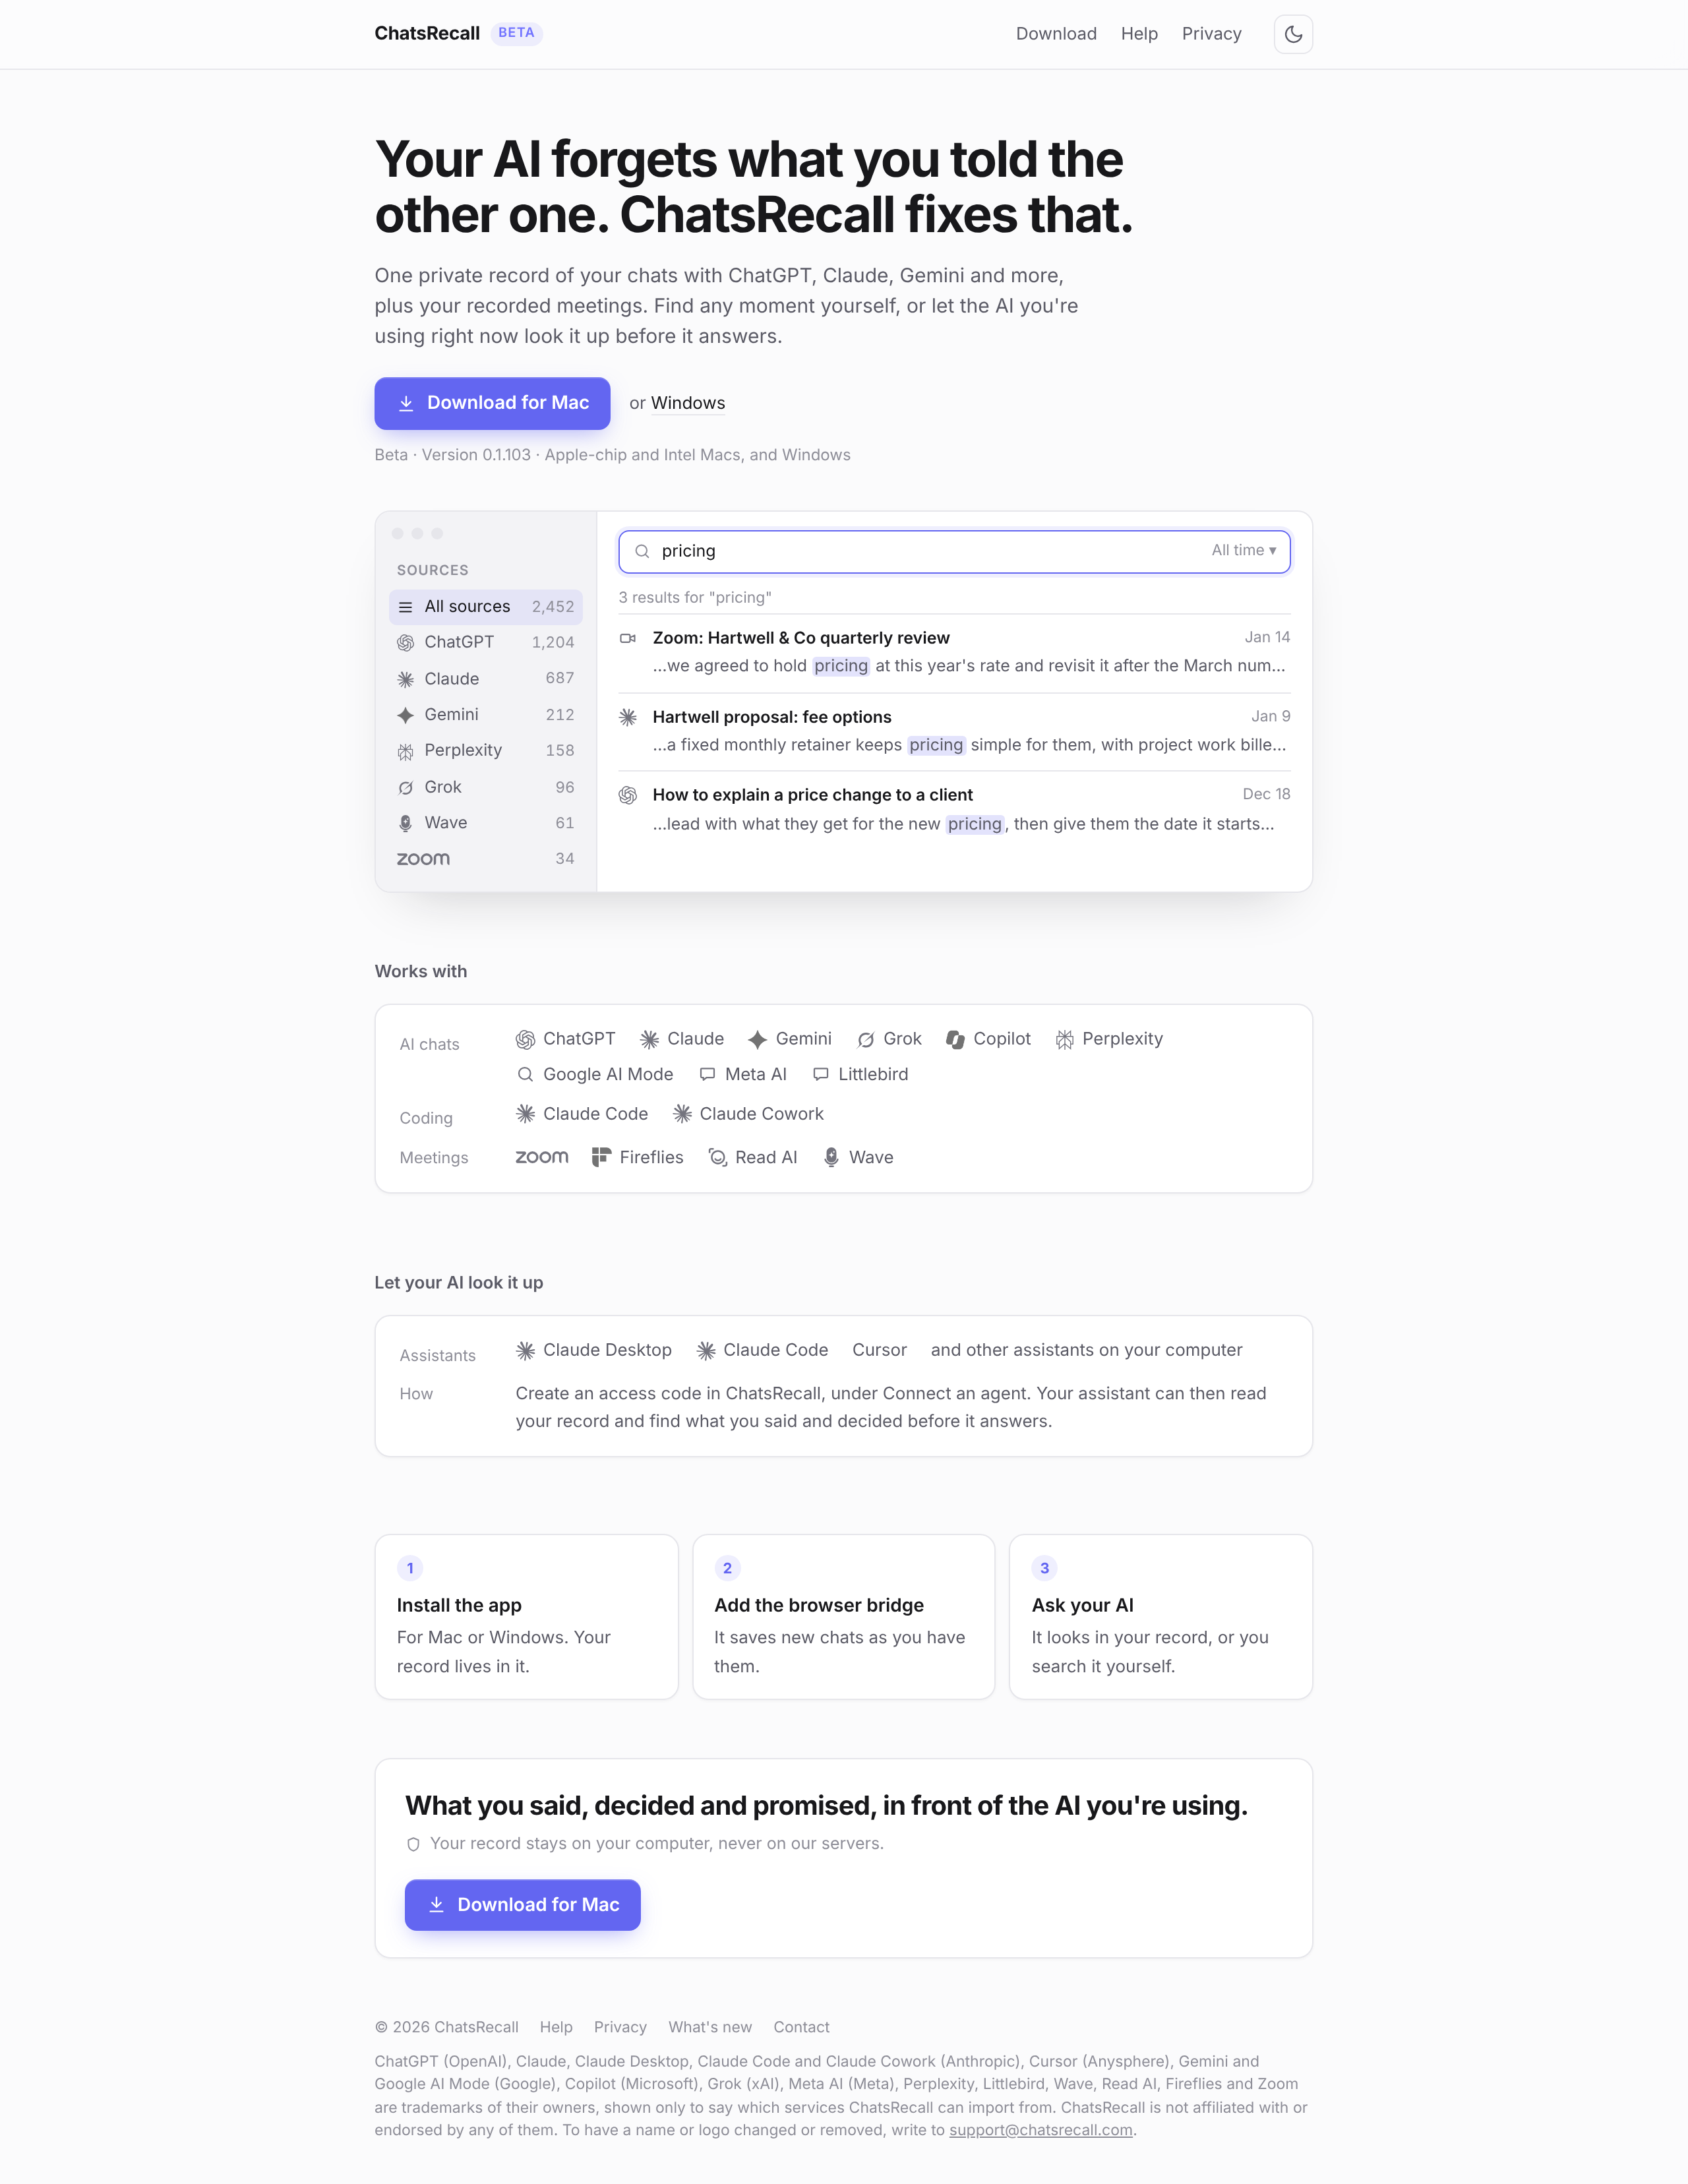 ChatsRecall BETA Download Help Privacy
Your AI forgets what you told the
other one. ChatsRecall fixes that.
One private record of your chats with ChatGPT, Claude, Gemini and more,
plus your recorded meetings. Find any moment yourself, or let the AI you're
using right now look it up before it answers.
Download for Mac or Windows
Beta · Version 0.1.103 · Apple-chip and Intel Macs, and Windows
SOURCES
All sources 2,452
ChatGPT 1,204
Claude 687
Gemini 212
Perplexity 158
Grok 96
Wave 61
zoom 34
pricing All time ▾
3 results for "pricing"
Zoom: Hartwell & Co quarterly review Jan 14
...we agreed to hold pricing at this year's rate and revisit it after the March num...
Hartwell proposal: fee options Jan 9
...a fixed monthly retainer keeps pricing simple for them, with project work bille...
How to explain a price change to a client Dec 18
...lead with what they get for the new pricing, then give them the date it starts...
Works with
AI chats ChatGPT Claude Gemini Grok Copilot Perplexity
Google AI Mode Meta AI Littlebird
Coding Claude Code Claude Cowork
Meetings zoom Fireflies Read AI Wave
Let your AI look it up
Assistants Claude Desktop Claude Code Cursor and other assistants on your computer
How Create an access code in ChatsRecall, under Connect an agent. Your assistant can then read
your record and find what you said and decided before it answers.
1
Install the app
For Mac or Windows. Your
record lives in it.
2
Add the browser bridge
It saves new chats as you have
them.
3
Ask your AI
It looks in your record, or you
search it yourself.
What you said, decided and promised, in front of the AI you're using.
Your record stays on your computer, never on our servers.
Download for Mac
© 2026 ChatsRecall Help Privacy What's new Contact
ChatGPT (OpenAI), Claude, Claude Desktop, Claude Code and Claude Cowork (Anthropic), Cursor (Anysphere), Gemini and
Google AI Mode (Google), Copilot (Microsoft), Grok (xAI), Meta AI (Meta), Perplexity, Littlebird, Wave, Read AI, Fireflies and Zoom
are trademarks of their owners, shown only to say which services ChatsRecall can import from. ChatsRecall is not affiliated with or
endorsed by any of them. To have a name or logo changed or removed, write to support@chatsrecall.com.